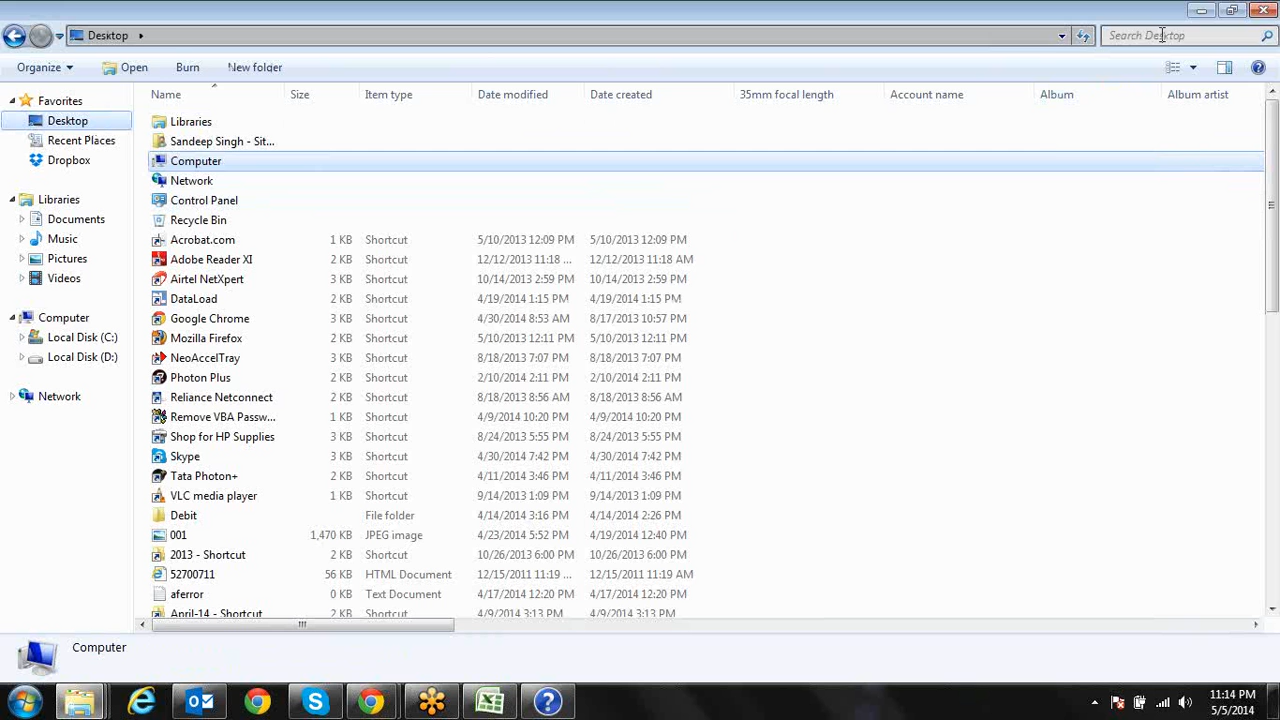 Desktop
Search Desktop
Organize Open Burn New folder
Name Size Item type Date modified Date created 35mm focal length Account name Album Album artist
Favorites
Desktop
Recent Places
Dropbox
Libraries
Documents
Music
Pictures
Videos
Computer
Local Disk (C:)
Local Disk (D:)
Network
Libraries
Sandeep Singh - Sit...
Computer
Network
Control Panel
Recycle Bin
Acrobat.com 1 KB Shortcut 5/10/2013 12:09 PM 5/10/2013 12:09 PM
Adobe Reader XI 2 KB Shortcut 12/12/2013 11:18 ... 12/12/2013 11:18 AM
Airtel NetXpert 3 KB Shortcut 10/14/2013 2:59 PM 10/14/2013 2:59 PM
DataLoad 2 KB Shortcut 4/19/2014 1:15 PM 4/19/2014 1:15 PM
Google Chrome 3 KB Shortcut 4/30/2014 8:53 AM 8/17/2013 10:57 PM
Mozilla Firefox 2 KB Shortcut 5/10/2013 12:11 PM 5/10/2013 12:11 PM
NeoAccelTray 3 KB Shortcut 8/18/2013 7:07 PM 8/18/2013 7:07 PM
Photon Plus 2 KB Shortcut 2/10/2014 2:11 PM 2/10/2014 2:11 PM
Reliance Netconnect 2 KB Shortcut 8/18/2013 8:56 AM 8/18/2013 8:56 AM
Remove VBA Passw... 1 KB Shortcut 4/9/2014 10:20 PM 4/9/2014 10:20 PM
Shop for HP Supplies 3 KB Shortcut 8/24/2013 5:55 PM 8/24/2013 5:55 PM
Skype 3 KB Shortcut 4/30/2014 7:42 PM 4/30/2014 7:42 PM
Tata Photon+ 2 KB Shortcut 4/11/2014 3:46 PM 4/11/2014 3:46 PM
VLC media player 1 KB Shortcut 9/14/2013 1:09 PM 9/14/2013 1:09 PM
Debit File folder 4/14/2014 3:16 PM 4/14/2014 2:26 PM
001 1,470 KB JPEG image 4/23/2014 5:52 PM 4/19/2014 12:40 PM
2013 - Shortcut 2 KB Shortcut 10/26/2013 6:00 PM 10/26/2013 6:00 PM
52700711 56 KB HTML Document 12/15/2011 11:19 ... 12/15/2011 11:19 AM
aferror 0 KB Text Document 4/17/2014 12:20 PM 4/17/2014 12:20 PM
April-14 - Shortcut 2 KB Shortcut 4/9/2014 3:13 PM 4/9/2014 3:13 PM
Computer
11:14 PM
5/5/2014